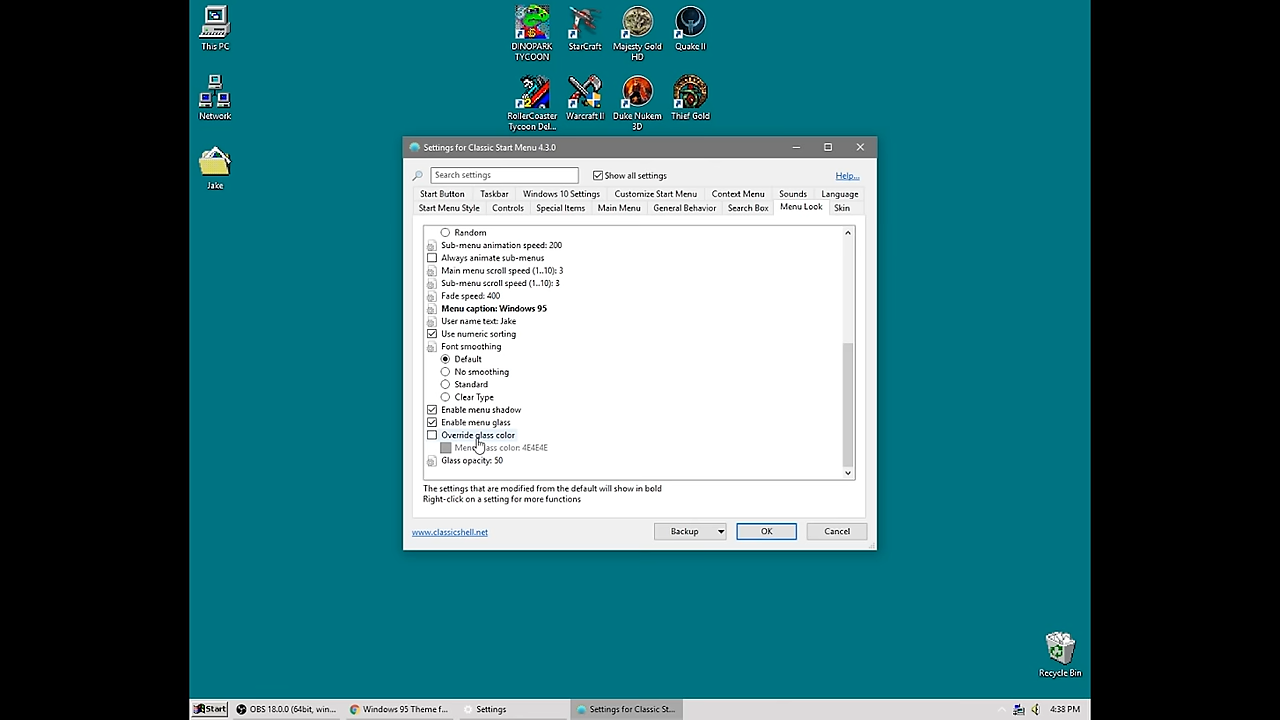 This PC
Network
Jake
DINOPARK
TYCOON
StarCraft
Majesty Gold
HD
Quake II
RollerCoaster
Tycoon Del...
Warcraft II
Duke Nukem
3D
Thief Gold
Settings for Classic Start Menu 4.3.0
Search settings
Show all settings
Help...
Start Button Taskbar Windows 10 Settings Customize Start Menu Context Menu Sounds Language
Start Menu Style Controls Special Items Main Menu General Behavior Search Box Menu Look Skin
Random
Sub-menu animation speed: 200
Always animate sub-menus
Main menu scroll speed (1..10): 3
Sub-menu scroll speed (1..10): 3
Fade speed: 400
Menu caption: Windows 95
User name text: Jake
Use numeric sorting
Font smoothing
Default
No smoothing
Standard
Clear Type
Enable menu shadow
Enable menu glass
Override glass color
color: 4E4E4E
Glass opacity: 50
The settings that are modified from the default will show in bold
Right-click on a setting for more functions
www.classicshell.net
Backup
OK
Cancel
Recycle Bin
Start
OBS 18.0.0 (64bit, win...
Windows 95 Theme f...
Settings
Settings for Classic St...
4:38 PM